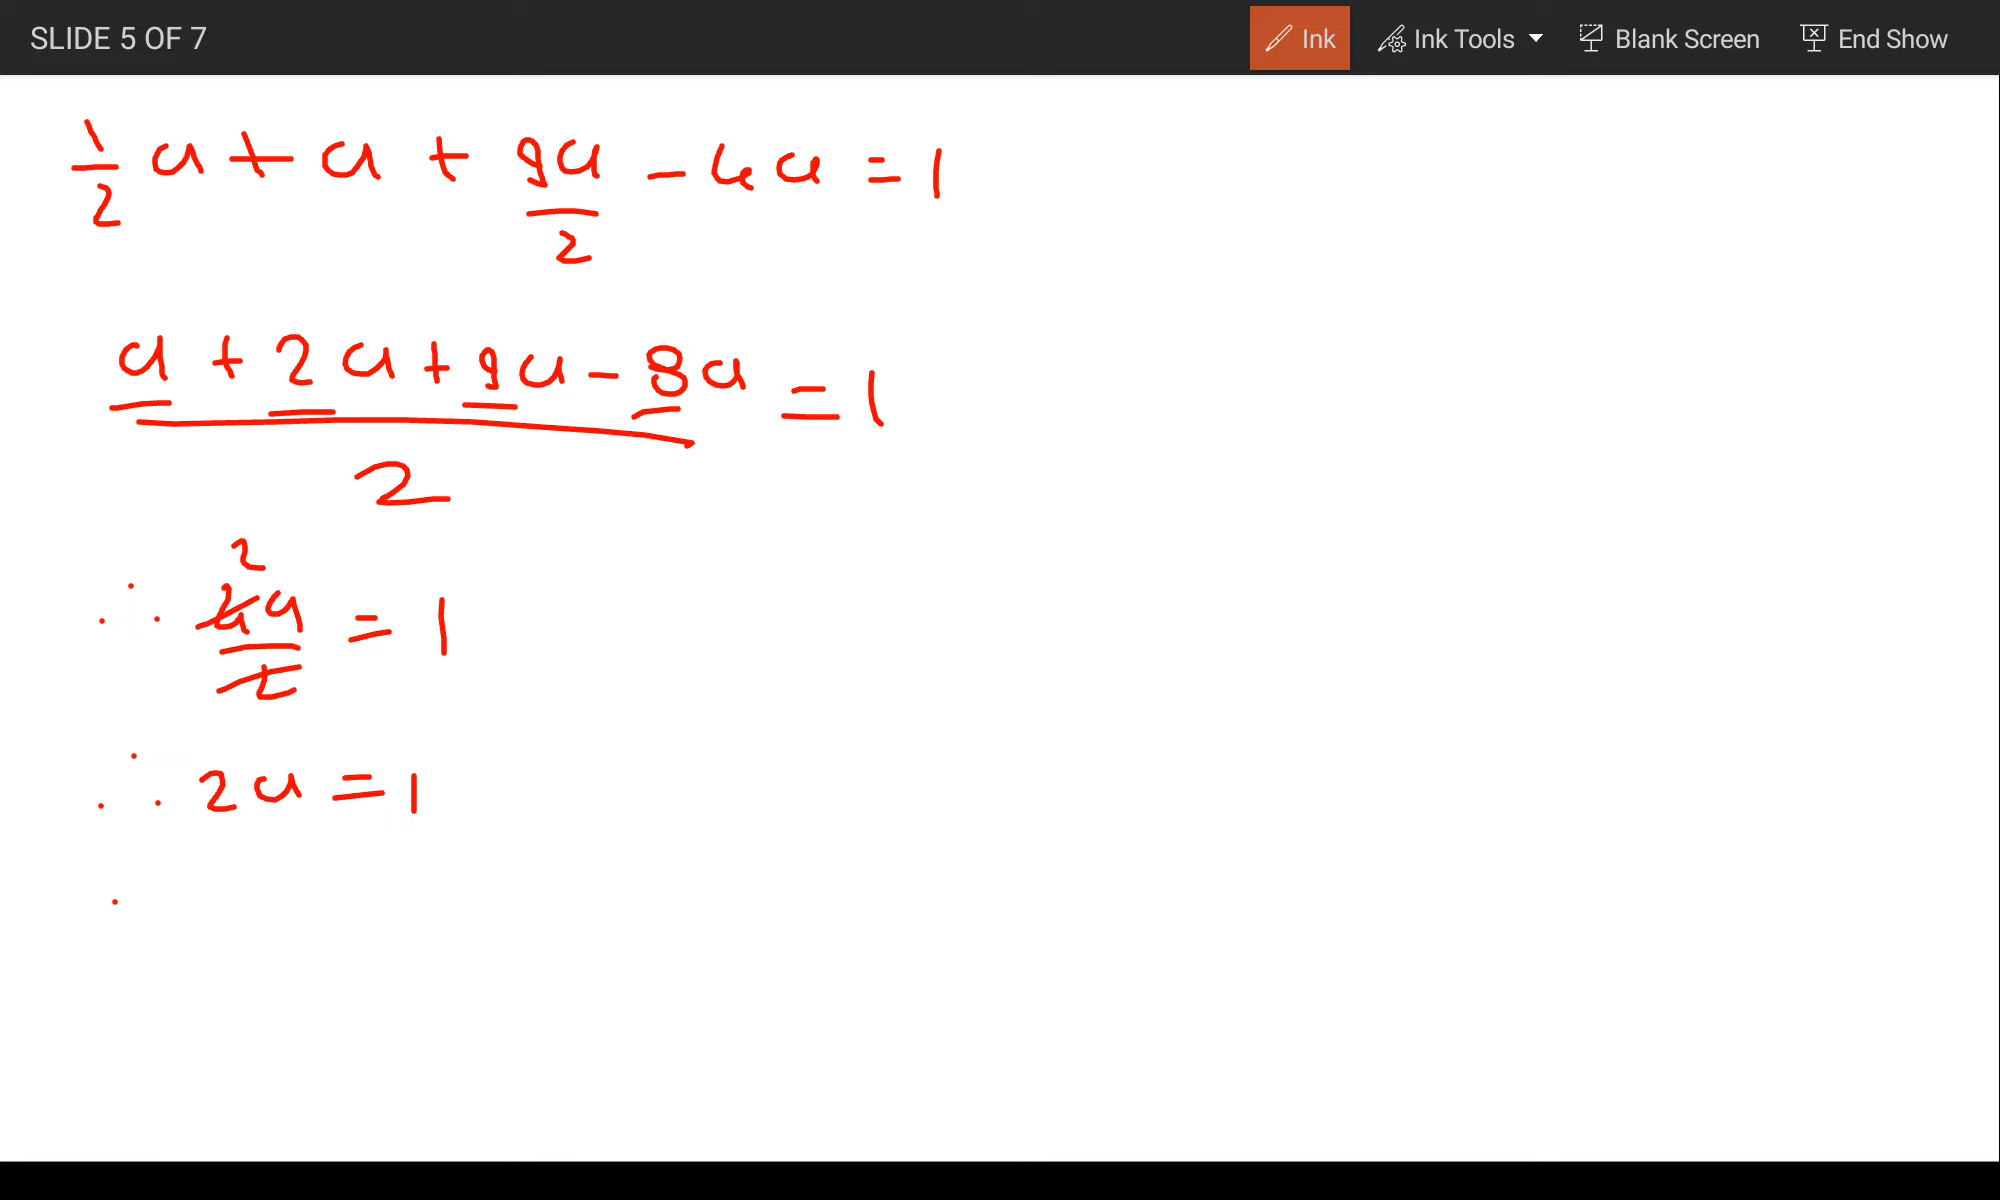 SLIDE 5 OF 7 Ink Ink Tools Blank Screen End Show
1/2 a + a + 9a/2 - 4a = 1
(a + 2a + 9a - 8a)/2 = 1
2
∴ 4a/2 = 1
∴ 2a = 1
.